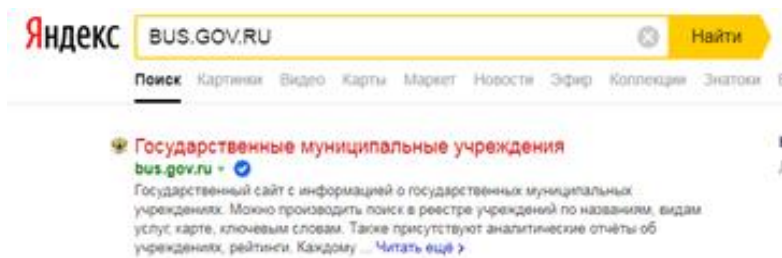 Яндекс BUS.GOV.RU Найти
Поиск Картинки Видео Карты Маркет Новости Эфир Коллекции Знатоки
Государственные муниципальные учреждения
bus.gov.ru
Государственный сайт с информацией о государственных муниципальных
учреждениях. Можно производить поиск в реестре учреждений по названиям, видам
услуг, карте, ключевым словам. Также присутствуют аналитические отчёты об
учреждениях, рейтинги. Каждому ... Читать ещё >